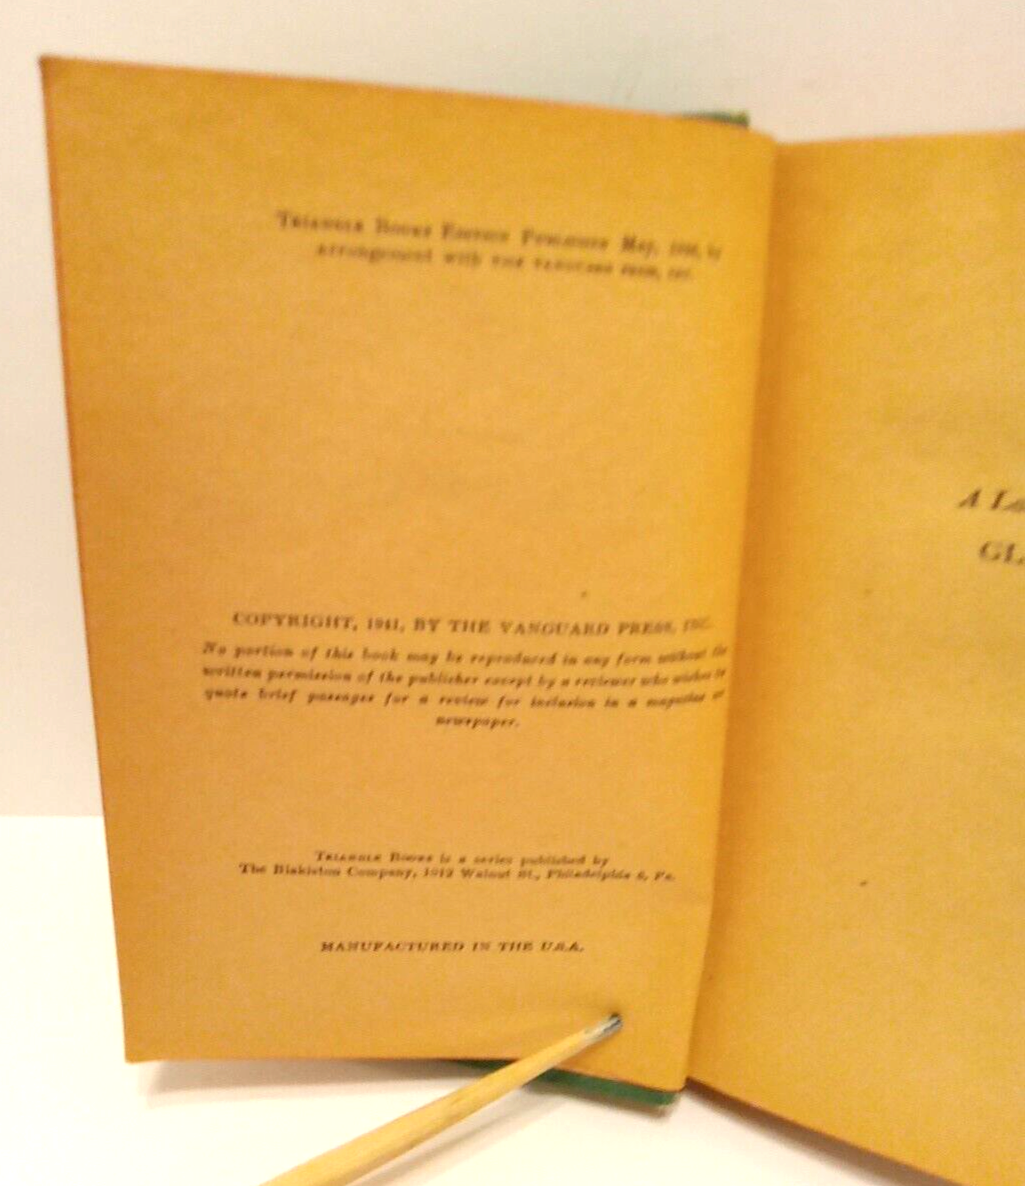 TRIANGLE BOOKS EDITION PUBLISHED May, by
arrangement with THE VANGUARD PRESS, INC.
COPYRIGHT, 1941, BY THE VANGUARD PRESS, INC.
No portion of this book may be reproduced in any form without the
written permission of the publisher except by a reviewer who wishes to
quote brief passages for a review for inclusion in a magazine or
newspaper.
TRIANGLE BOOKS is a series published by
The Blakiston Company, 1012 Walnut St., Philadelphia 5, Pa.
MANUFACTURED IN THE U.S.A.
A